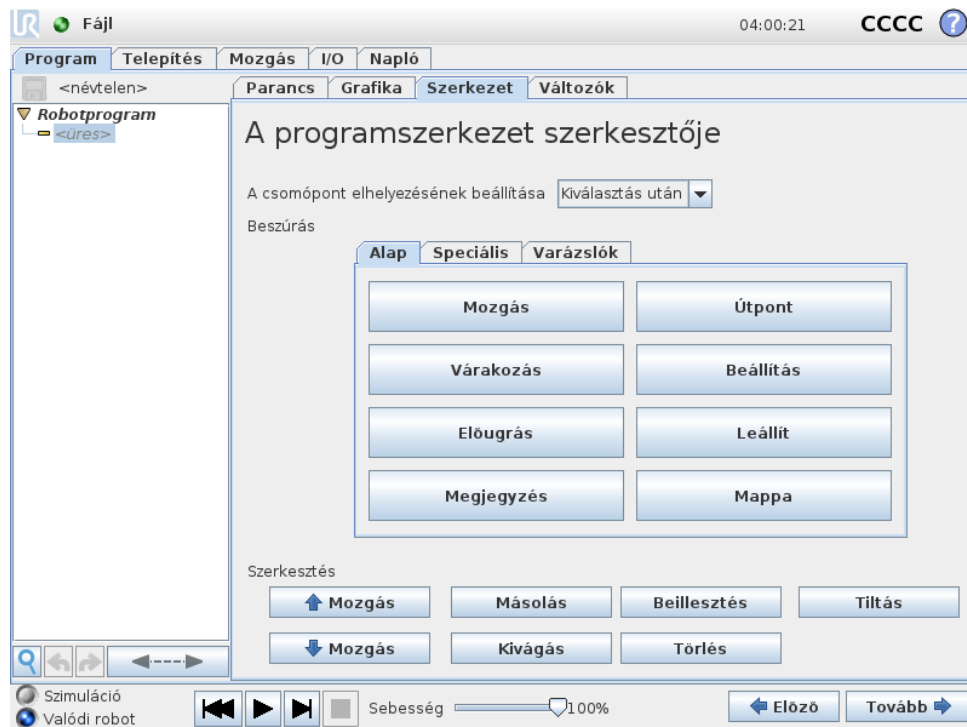 UR Fájl 04:00:21 CCCC ?
Program Telepítés Mozgás I/O Napló
<névtelen> Parancs Grafika Szerkezet Változók
Robotprogram
<üres>
A programszerkezet szerkesztője
A csomópont elhelyezésének beállítása Kiválasztás után
Beszúrás
Alap Speciális Varázslók
Mozgás Útpont
Várakozás Beállítás
Előugrás Leállít
Megjegyzés Mappa
Szerkesztés
Mozgás Másolás Beillesztés Tiltás
Mozgás Kivágás Törlés
Szimuláció
Valódi robot
Sebesség 100% Előző Tovább